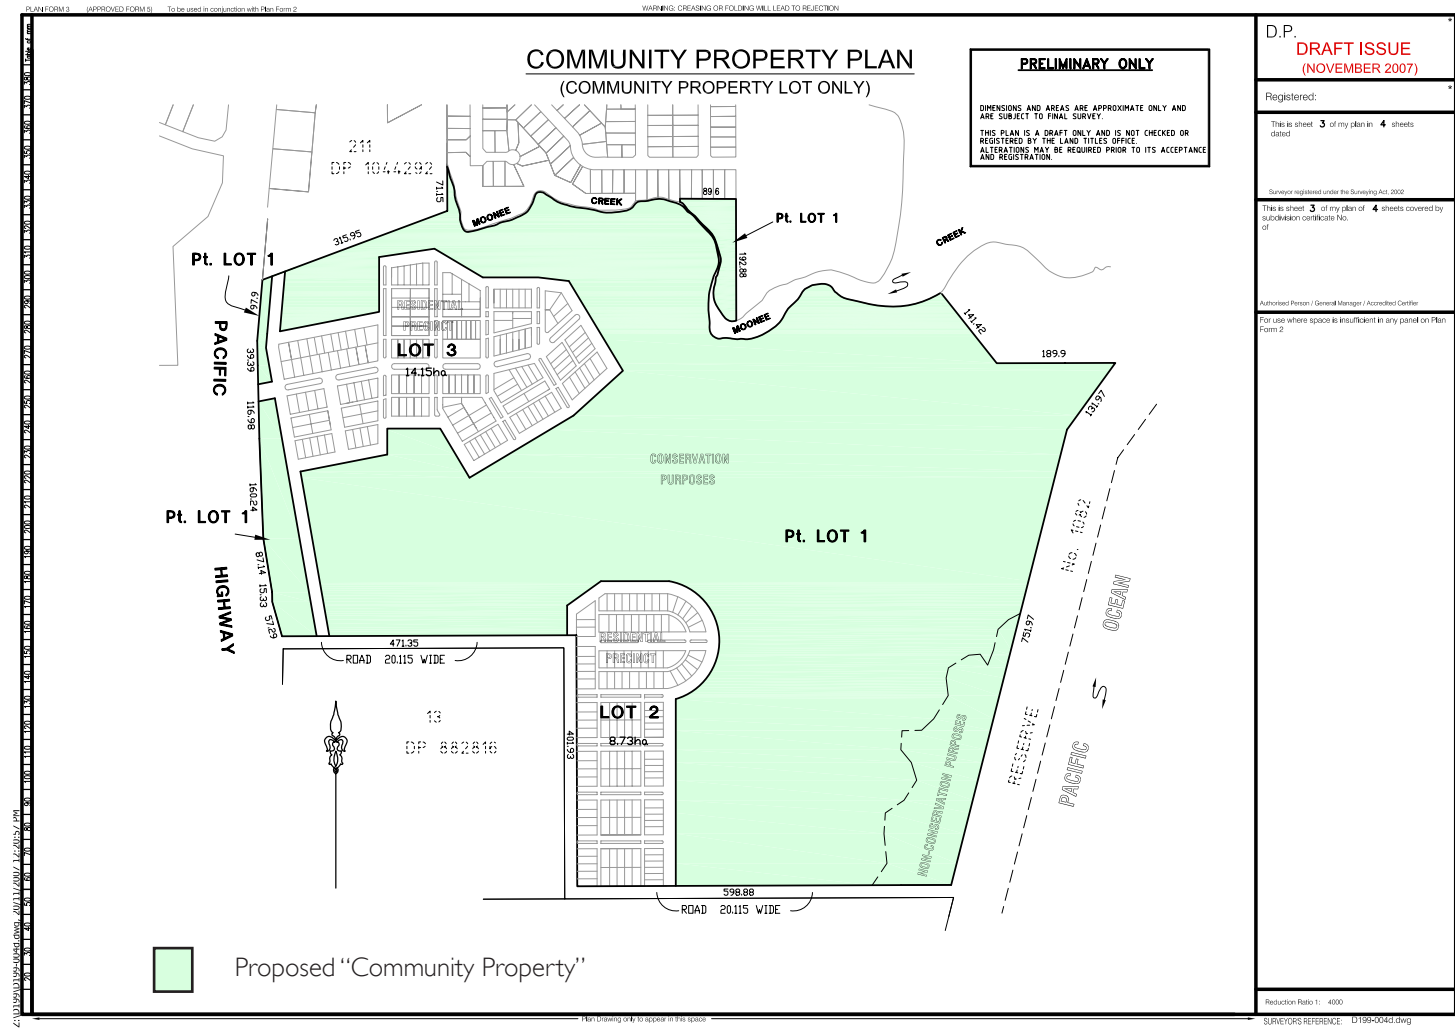 PLAN FORM 3 (APPROVED FORM 5) To be used in conjunction with Plan Form 2
WARNING: CREASING OR FOLDING WILL LEAD TO REJECTION
COMMUNITY PROPERTY PLAN
(COMMUNITY PROPERTY LOT ONLY)
PRELIMINARY ONLY
DIMENSIONS AND AREAS ARE APPROXIMATE ONLY AND
ARE SUBJECT TO FINAL SURVEY.
THIS PLAN IS A DRAFT ONLY AND IS NOT CHECKED OR
REGISTERED BY THE LAND TITLES OFFICE.
ALTERATIONS MAY BE REQUIRED PRIOR TO ITS ACCEPTANCE
AND REGISTRATION.
D.P.
*
DRAFT ISSUE
(NOVEMBER 2007)
Registered:
*
This is sheet 3 of my plan in 4 sheets
dated
Surveyor registered under the Surveying Act, 2002
This is sheet 3 of my plan of 4 sheets covered by
subdivision certificate No.
of
Authorised Person / General Manager / Accredited Certifier
For use where space is insufficient in any panel on Plan
Form 2
Reduction Ratio 1: 4000
SURVEYOR'S REFERENCE: D199-004d.dwg
211
DP 1044292
71.15
MOONEE
CREEK
89.6
Pt. LOT 1
192.88
CREEK
315.95
Pt. LOT 1
PACIFIC
39.39
116.98
RESIDENTIAL
PRECINCT
LOT 3
14.15ha
MOONEE
141.42
189.9
131.97
CONSERVATION
PURPOSES
160.24
Pt. LOT 1
Pt. LOT 1
87.14
15.33
57.29
HIGHWAY
No. 1082
OCEAN
751.97
471.35
ROAD 20.115 WIDE
RESIDENTIAL
PRECINCT
LOT 2
8.73ha
401.93
13
DP 882816
NON-CONSERVATION PURPOSES
RESERVE
PACIFIC
598.88
ROAD 20.115 WIDE
Proposed “Community Property”
Plan Drawing only to appear in this space